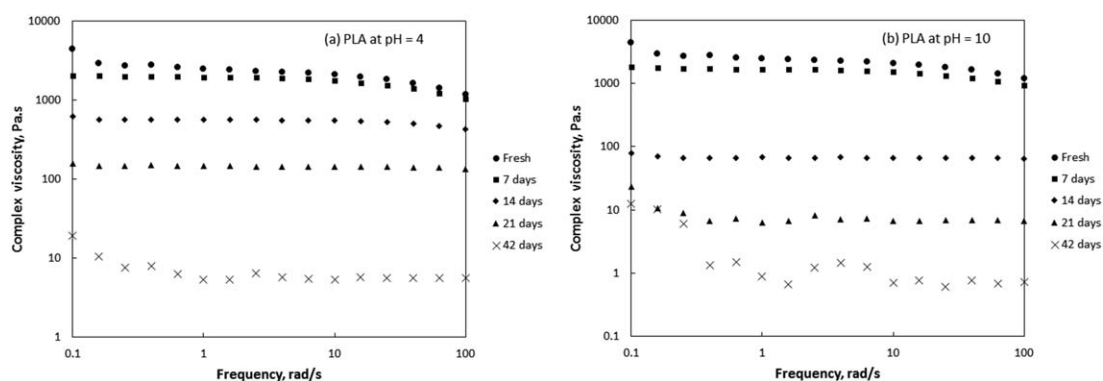 (a) PLA at pH = 4
10000
1000
100
10
1
Complex viscosity, Pa.s
0.1 1 10 100
Frequency, rad/s
Fresh
7 days
14 days
21 days
42 days
(b) PLA at pH = 10
10000
1000
100
10
1
0.1
Complex viscosity, Pa.s
0.1 1 10 100
Frequency, rad/s
Fresh
7 days
14 days
21 days
42 days